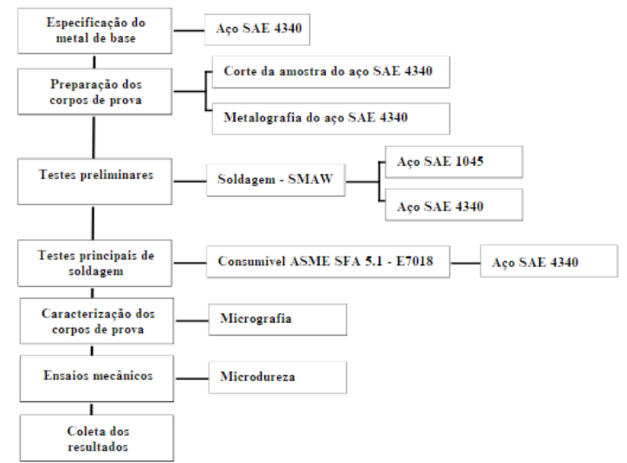 Especificação do
metal de base
Aço SAE 4340
Preparação dos
corpos de prova
Corte da amostra do aço SAE 4340
Metalografia do aço SAE 4340
Testes preliminares
Soldagem - SMAW
Aço SAE 1045
Aço SAE 4340
Testes principais de
soldagem
Consumível ASME SFA 5.1 - E7018
Aço SAE 4340
Caracterização dos
corpos de prova
Micrografia
Ensaios mecânicos
Microdureza
Coleta dos
resultados